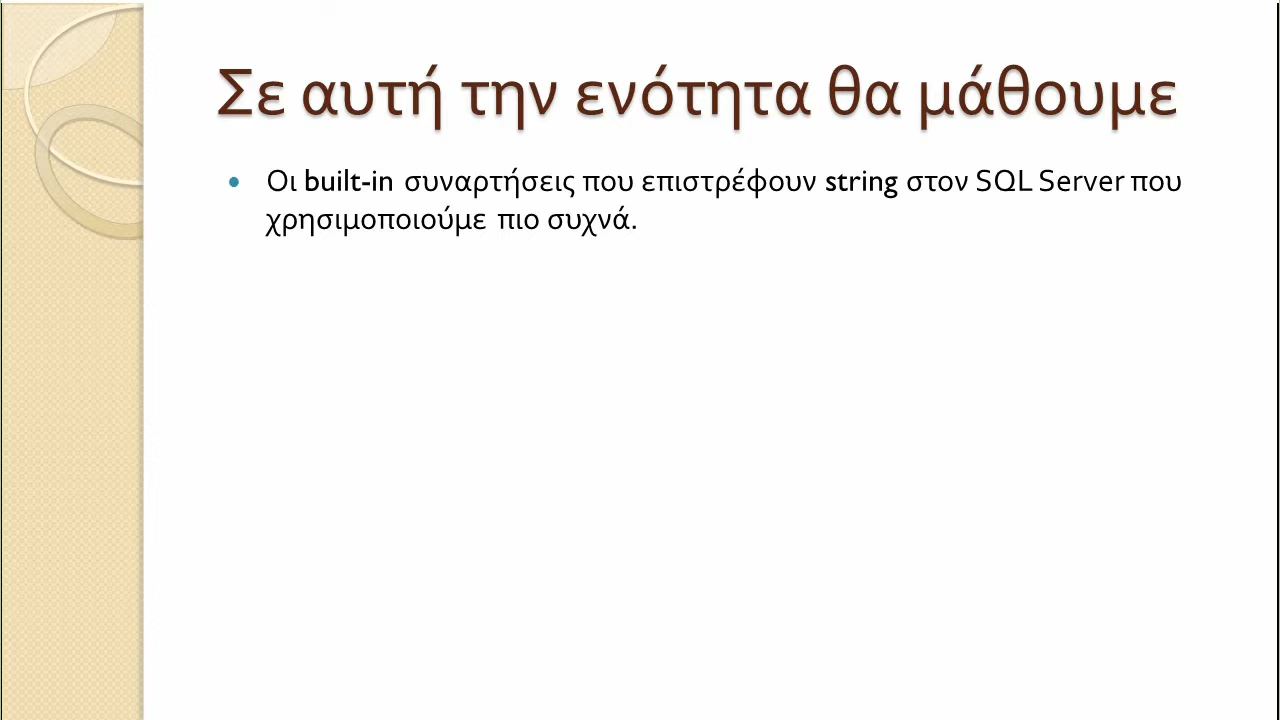 Σε αυτή την ενότητα θα μάθουμε
• Οι built-in συναρτήσεις που επιστρέφουν string στον SQL Server που
χρησιμοποιούμε πιο συχνά.